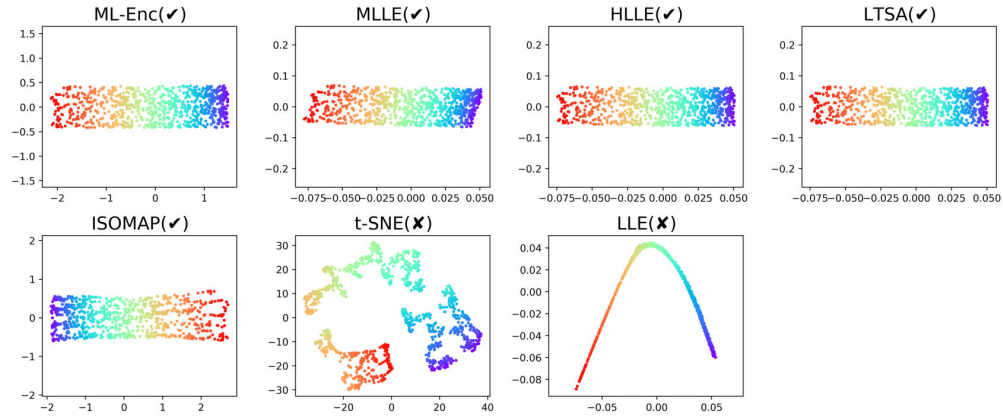 ML-Enc(✔)
1.5
1.0
0.5
0.0
−0.5
−1.0
−1.5
−2 −1 0 1
MLLE(✔)
0.2
0.1
0.0
−0.1
−0.2
−0.075 −0.050 −0.025 0.000 0.025 0.050
HLLE(✔)
0.2
0.1
0.0
−0.1
−0.2
−0.075 −0.050 −0.025 0.000 0.025 0.050
LTSA(✔)
0.2
0.1
0.0
−0.1
−0.2
−0.075 −0.050 −0.025 0.000 0.025 0.050
ISOMAP(✔)
2
1
0
−1
−2
−2 −1 0 1 2
t-SNE(✘)
30
20
10
0
−10
−20
−30
−20 0 20 40
LLE(✘)
0.04
0.02
0.00
−0.02
−0.04
−0.06
−0.08
−0.05 0.00 0.05